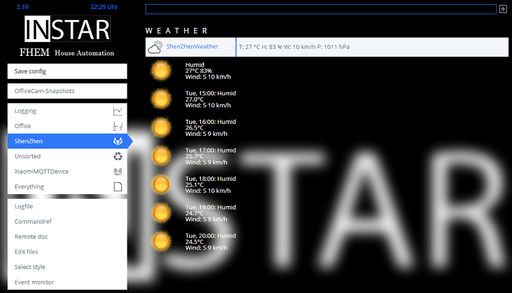 2.10
22:29 Uhr
INSTAR
FHEM House Automation
Save config
OfficeCam-Snapshots
Logging
Office
ShenZhen
Unsorted
XiaomiMQTTDevice
Everything
Logfile
Commandref
Remote doc
Edit files
Select style
Event monitor
WEATHER
ShenZhenWeather
T: 27 °C H: 83 % W: 10 km/h P: 1011 hPa
Humid
27°C 83%
Wind: S 10 km/h
Tue, 15:00: Humid
27.0°C
Wind: S 10 km/h
Tue, 16:00: Humid
26.5°C
Wind: S 9 km/h
Tue, 17:00: Humid
25.7°C
Wind: S 9 km/h
Tue, 18:00: Humid
25.1°C
Wind: S 10 km/h
Tue, 19:00: Humid
24.7°C
Wind: S 9 km/h
Tue, 20:00: Humid
24.5°C
Wind: S 9 km/h
STAR